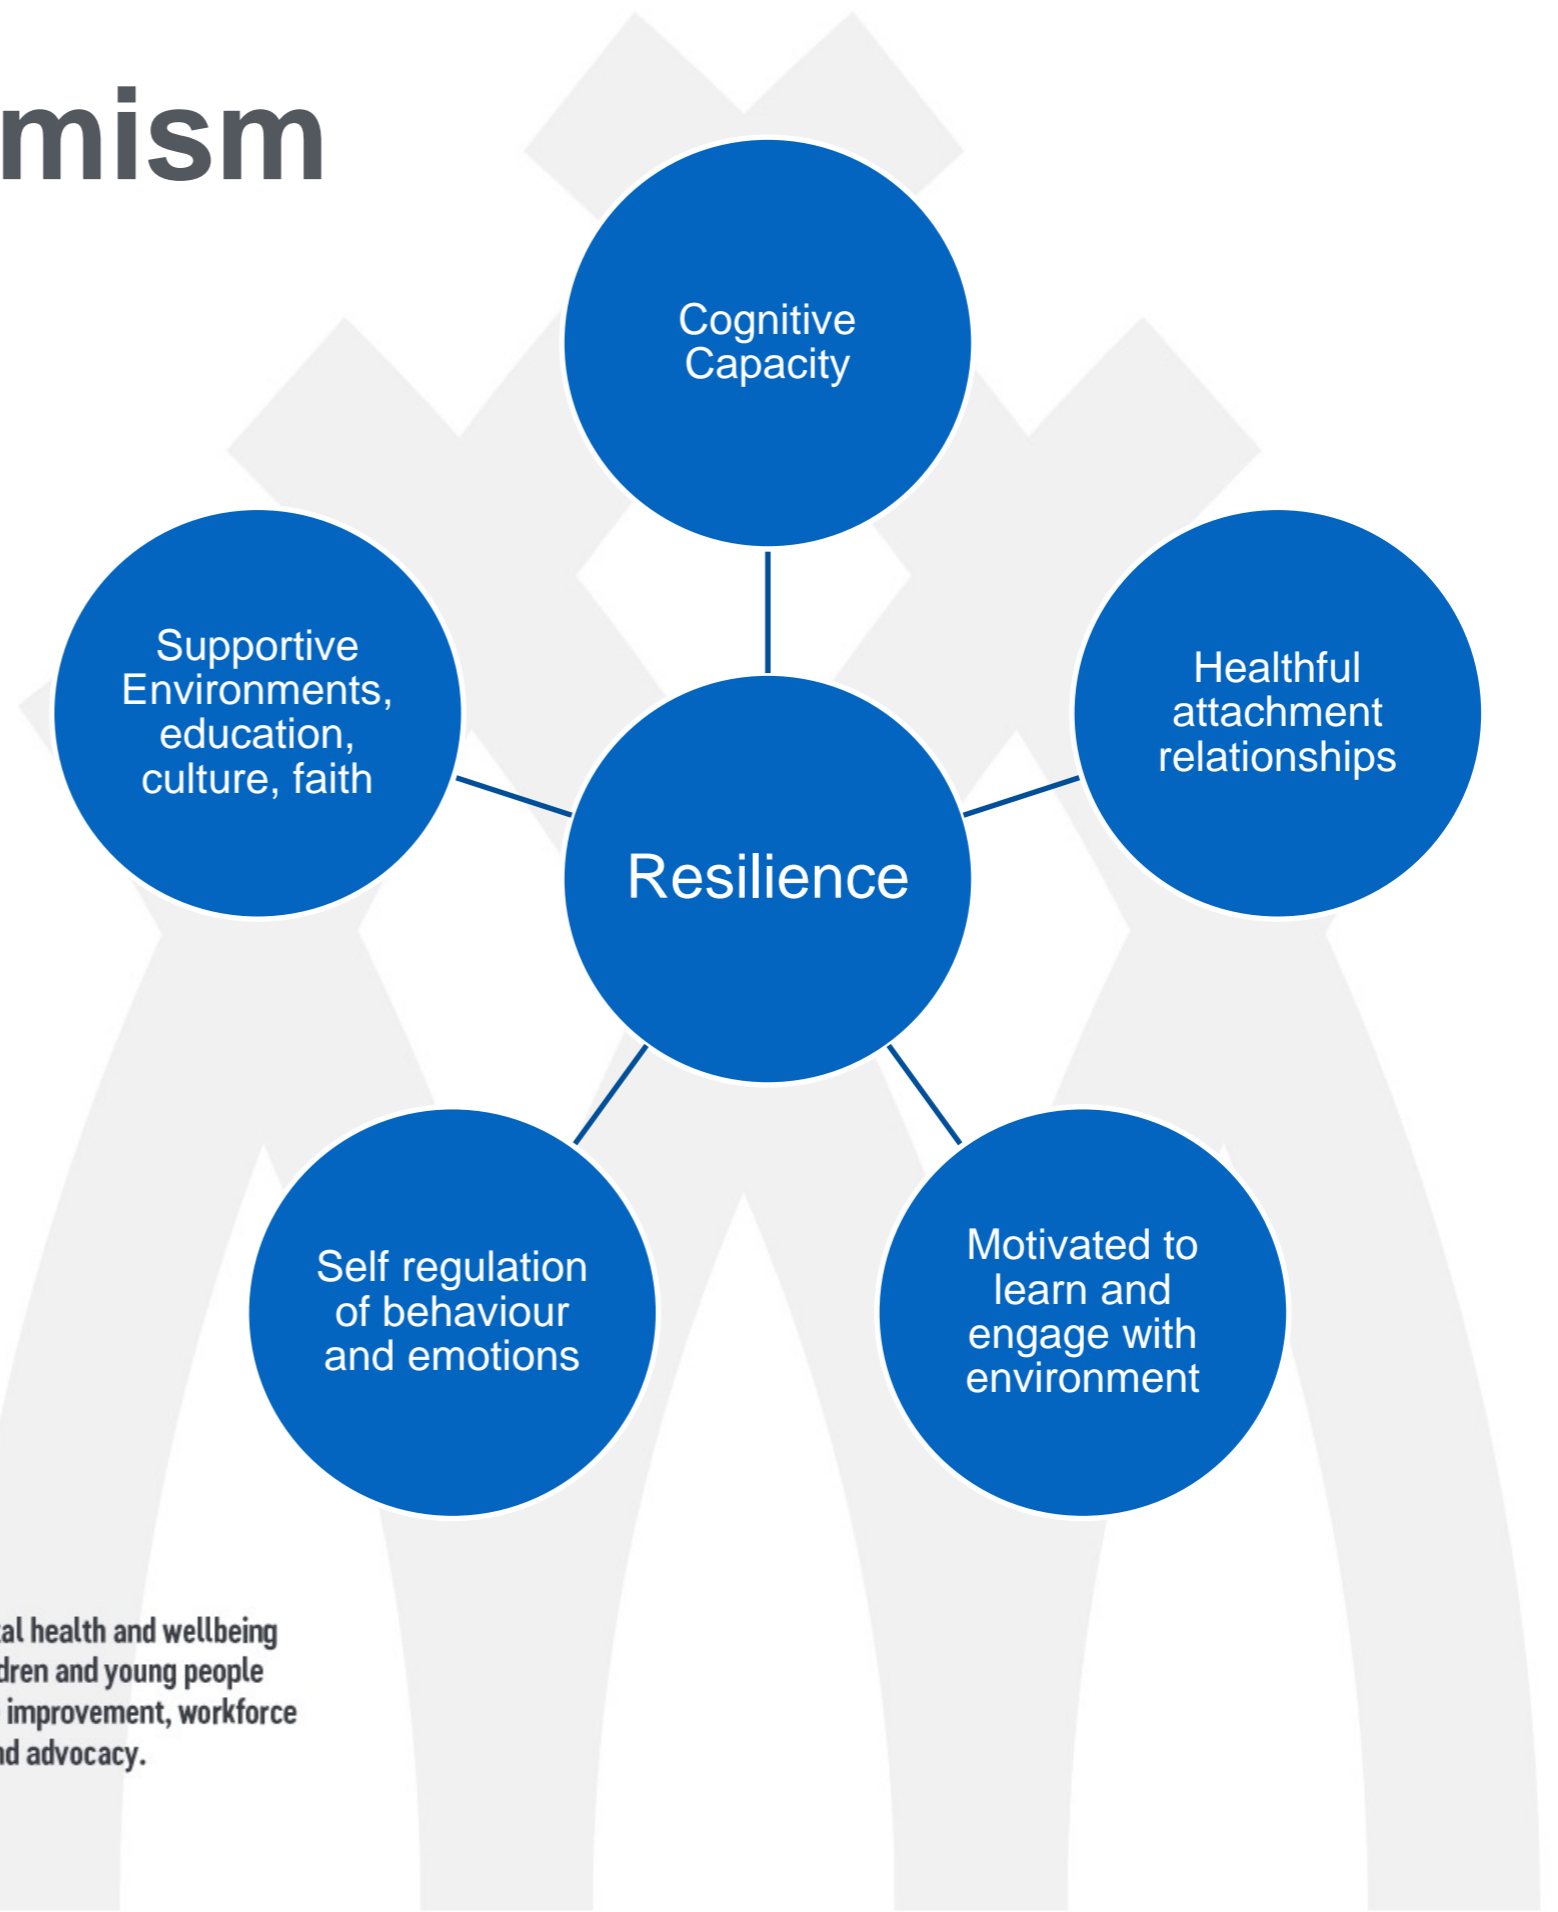 mism
Cognitive
Capacity
Supportive
Environments,
education,
culture, faith
Healthful
attachment
relationships
Resilience
Self regulation
of behaviour
and emotions
Motivated to
learn and
engage with
environment
al health and wellbeing
dren and young people
improvement, workforce
nd advocacy.